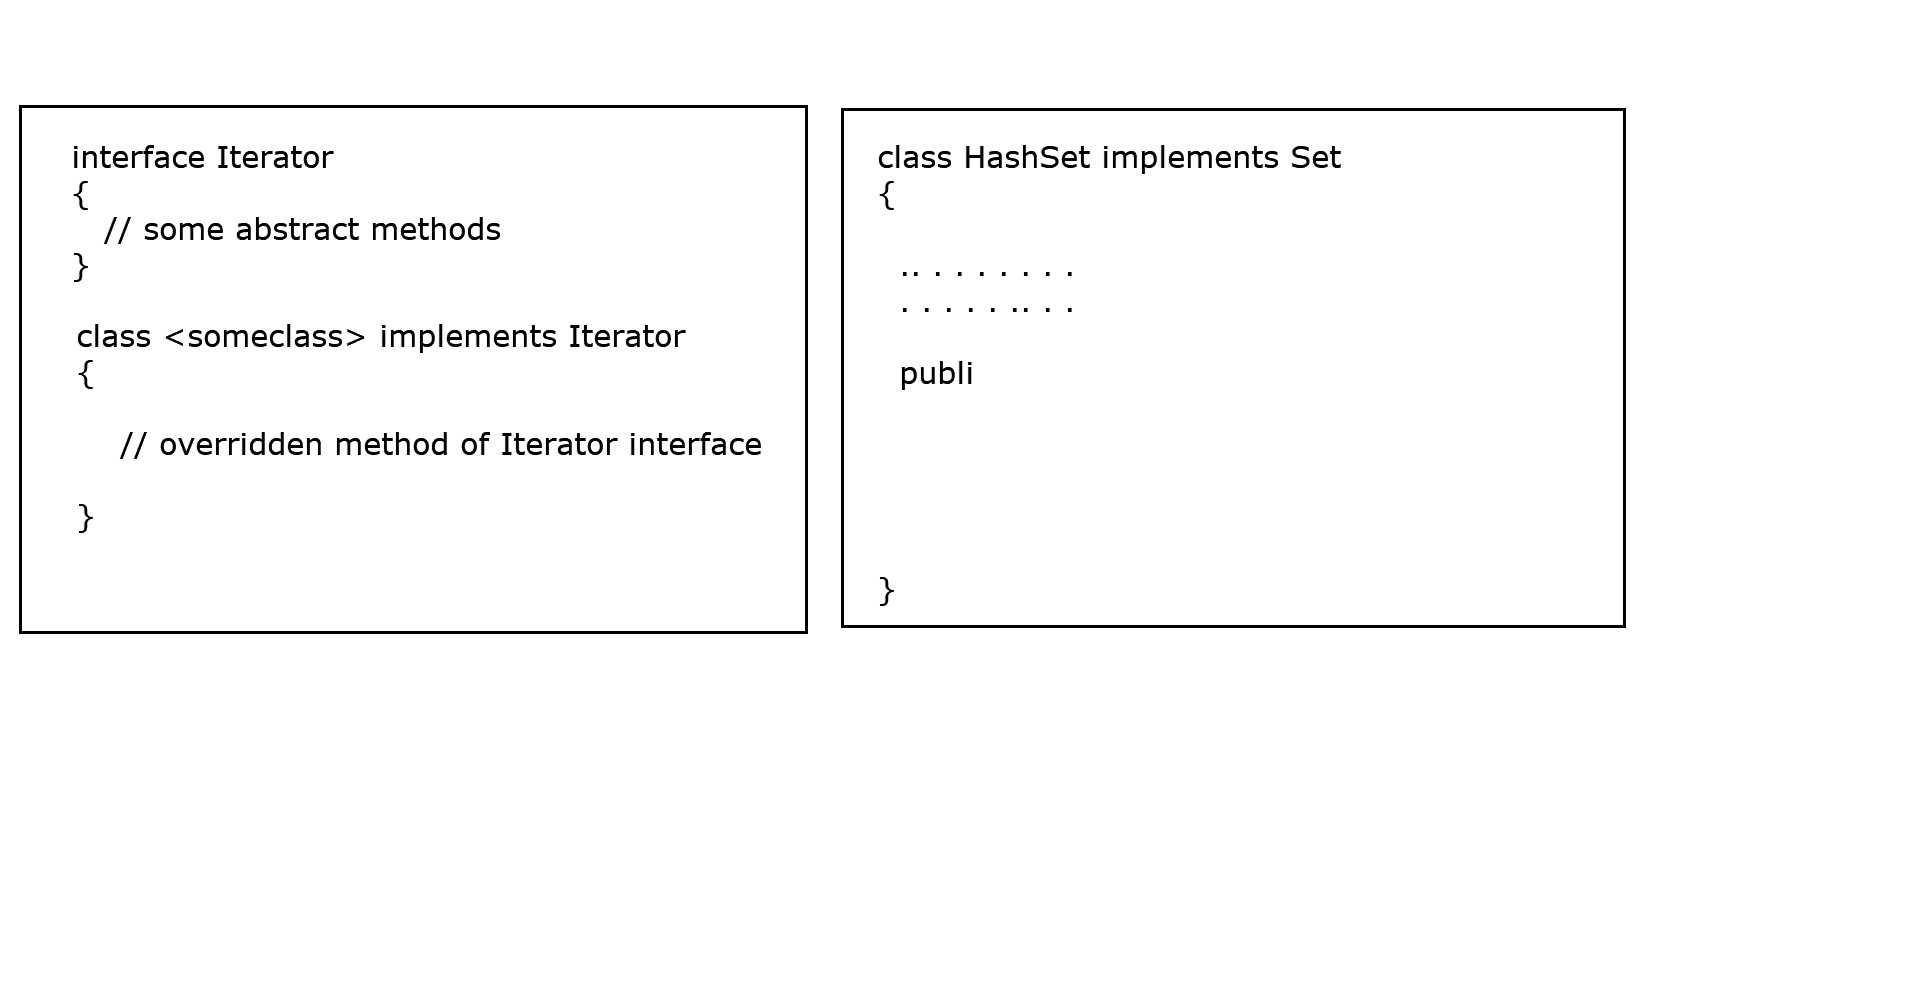 interface Iterator
{
// some abstract methods
}
class <someclass> implements Iterator
{
// overridden method of Iterator interface
}
class HashSet implements Set
{
.. . . . . . . .
. . . . . .. . .
publi
}